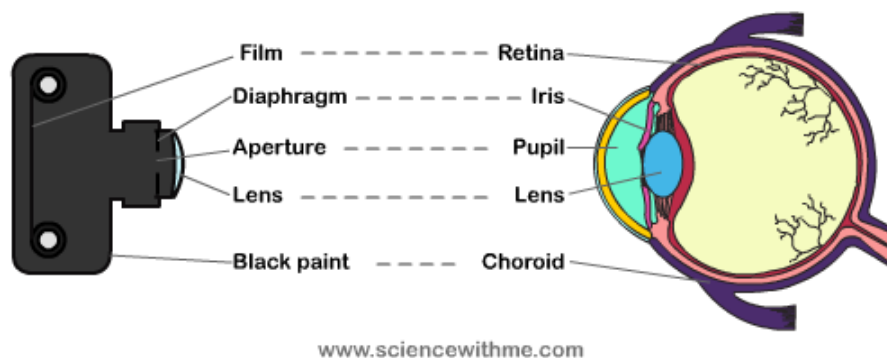 Film Retina
Diaphragm Iris
Aperture Pupil
Lens Lens
Black paint Choroid
www.sciencewithme.com